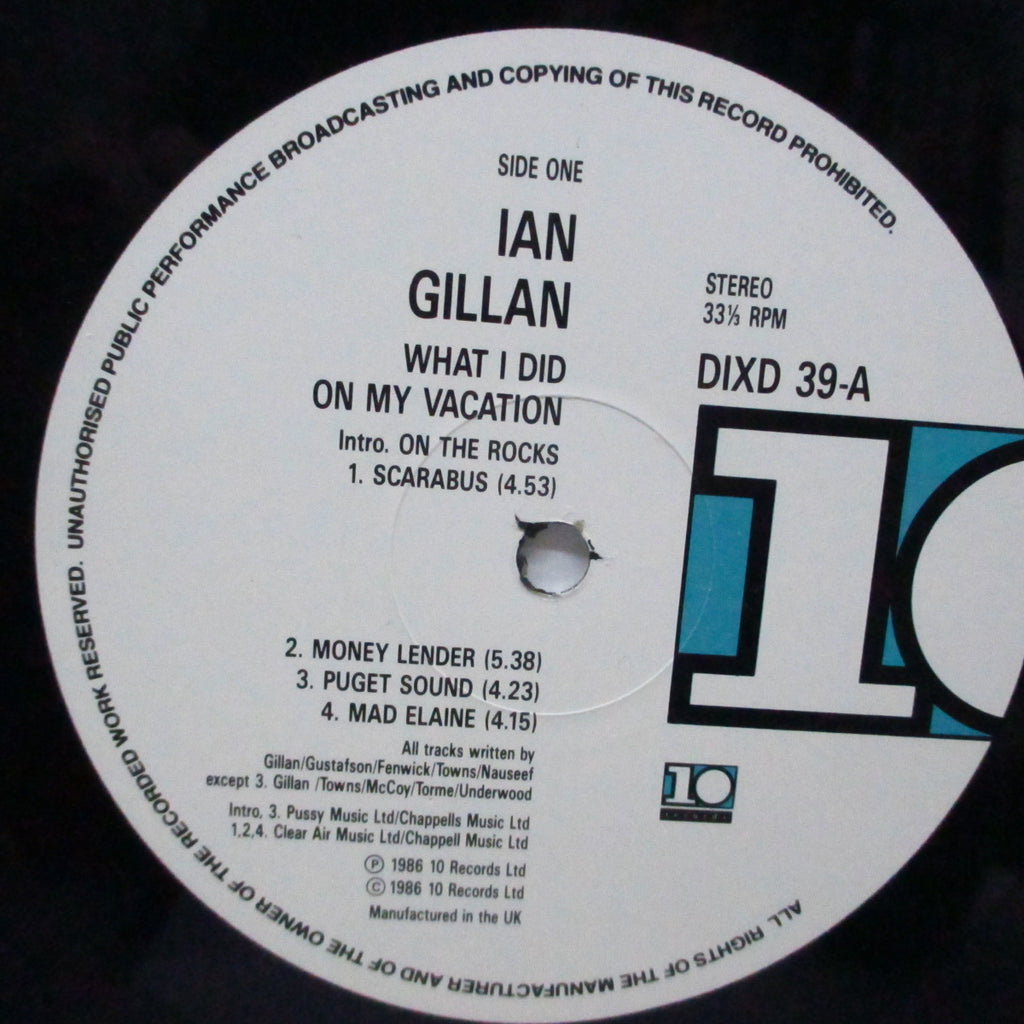 UNAUTHORISED PUBLIC PERFORMANCE BROADCASTING AND COPYING OF THIS RECORD PROHIBITED.
SIDE ONE
IAN
GILLAN
WHAT I DID
ON MY VACATION
Intro. ON THE ROCKS
1. SCARABUS (4.53)
STEREO
33⅓ RPM
DIXD 39-A
10
2. MONEY LENDER (5.38)
3. PUGET SOUND (4.23)
4. MAD ELAINE (4.15)
All tracks written by
Gillan/Gustafson/Fenwick/Towns/Nauseef
except 3. Gillan /Towns/McCoy/Torme/Underwood
Intro, 3. Pussy Music Ltd/Chappells Music Ltd
1,2,4. Clear Air Music Ltd/Chappell Music Ltd
Ⓟ 1986 10 Records Ltd
© 1986 10 Records Ltd
Manufactured in the UK
10
records
ALL RIGHTS OF THE MANUFACTURER AND OF THE OWNER OF THE RECORDED WORK RESERVED.